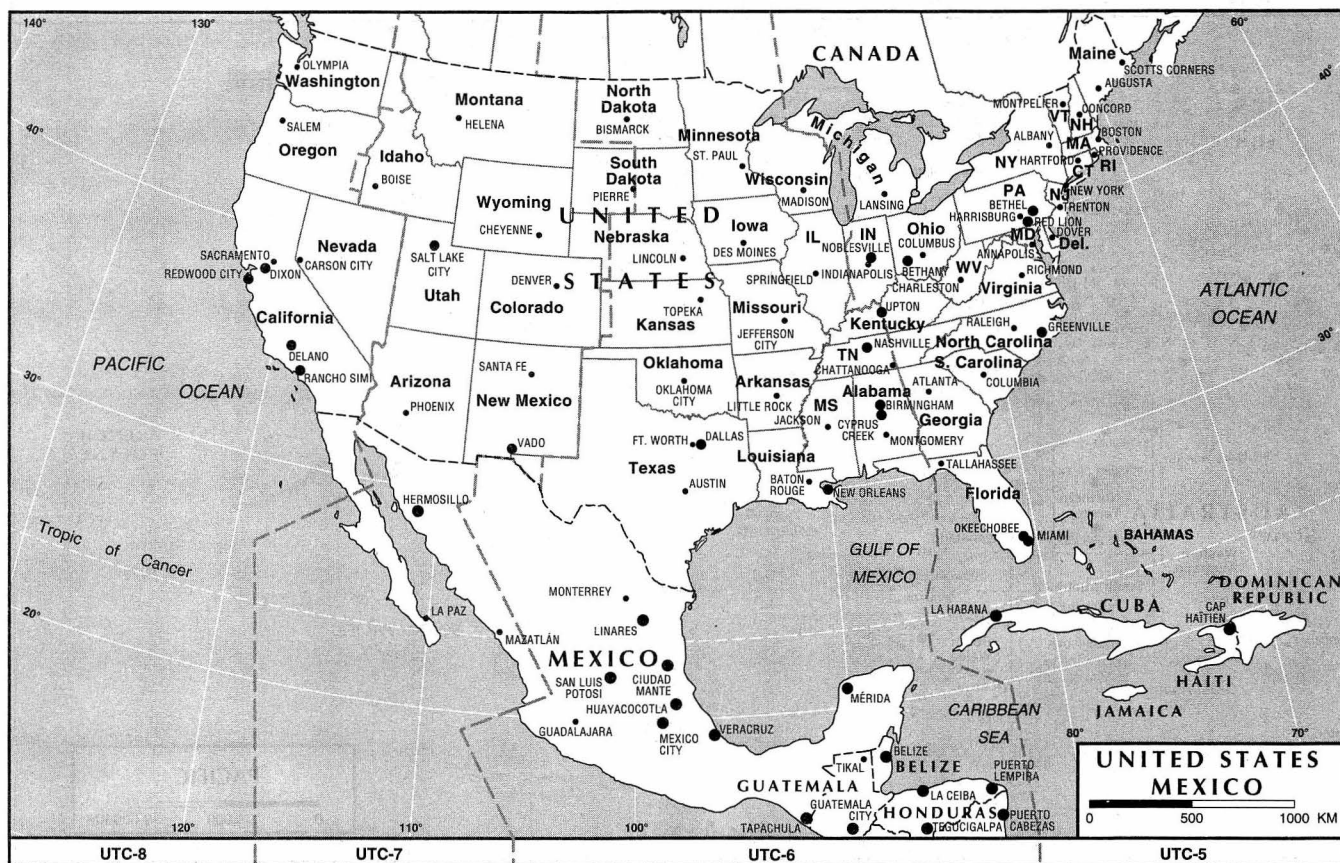 140°
130°
60°
40°
40°
30°
30°
20°
20°
120°
110°
100°
80°
70°
CANADA
UNITED
STATES
MEXICO
PACIFIC
OCEAN
ATLANTIC
OCEAN
GULF OF
MEXICO
CARIBBEAN
SEA
Tropic of Cancer
Washington
OLYMPIA
Oregon
SALEM
Idaho
BOISE
Montana
HELENA
North
Dakota
BISMARCK
South
Dakota
PIERRE
Minnesota
ST. PAUL
Wisconsin
MADISON
Michigan
LANSING
Wyoming
CHEYENNE
Nebraska
LINCOLN
Iowa
DES MOINES
IL
SPRINGFIELD
IN
NOBLESVILLE
INDIANAPOLIS
Ohio
COLUMBUS
BETHANY
Maine
SCOTTS CORNERS
AUGUSTA
MONTPELIER
VT
CONCORD
NH
ALBANY
BOSTON
MA
PROVIDENCE
NY
HARTFORD
CT
RI
NEW YORK
NJ
TRENTON
PA
BETHEL
HARRISBURG
RED LION
DOVER
MD
Del.
ANNAPOLIS
WV
CHARLESTON
RICHMOND
Virginia
UPTON
Kentucky
RALEIGH
GREENVILLE
North Carolina
S. Carolina
COLUMBIA
TN
NASHVILLE
CHATTANOOGA
Nevada
CARSON CITY
SACRAMENTO
REDWOOD CITY
DIXON
California
DELANO
RANCHO SIMI
SALT LAKE
CITY
Utah
DENVER
Colorado
TOPEKA
Kansas
Missouri
JEFFERSON
CITY
Arizona
PHOENIX
SANTA FE
New Mexico
VADO
Oklahoma
OKLAHOMA
CITY
Arkansas
LITTLE ROCK
MS
JACKSON
Alabama
BIRMINGHAM
CYPRUS
CREEK
MONTGOMERY
ATLANTA
Georgia
FT. WORTH
DALLAS
Texas
AUSTIN
Louisiana
BATON
ROUGE
NEW ORLEANS
TALLAHASSEE
Florida
OKEECHOBEE
MIAMI
BAHAMAS
HERMOSILLO
LA PAZ
MAZATLÁN
MONTERREY
LINARES
SAN LUIS
POTOSI
CIUDAD
MANTE
HUAYACOCOTLA
GUADALAJARA
MEXICO
CITY
VERACRUZ
MÉRIDA
LA HABANA
CUBA
DOMINICAN
REPUBLIC
CAP
HAÏTIEN
HAITI
JAMAICA
TIKAL
BELIZE
BELIZE
GUATEMALA
GUATEMALA
CITY
TAPACHULA
LA CEIBA
PUERTO
LEMPIRA
HONDURAS
TEGUCIGALPA
PUERTO
CABEZAS
UNITED STATES
MEXICO
0 500 1000 KM
UTC-8 UTC-7 UTC-6 UTC-5